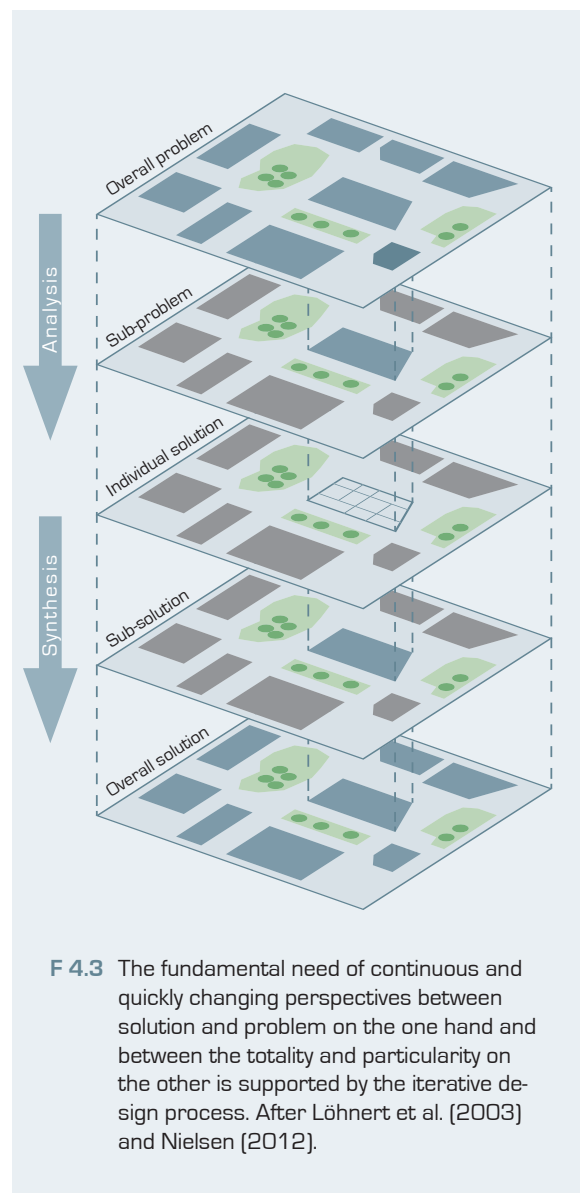 Overall problem
Analysis
Sub-problem
Individual solution
Synthesis
Sub-solution
Overall solution
F 4.3 The fundamental need of continuous and
quickly changing perspectives between
solution and problem on the one hand and
between the totality and particularity on
the other is supported by the iterative de-
sign process. After Löhnert et al. (2003)
and Nielsen (2012).